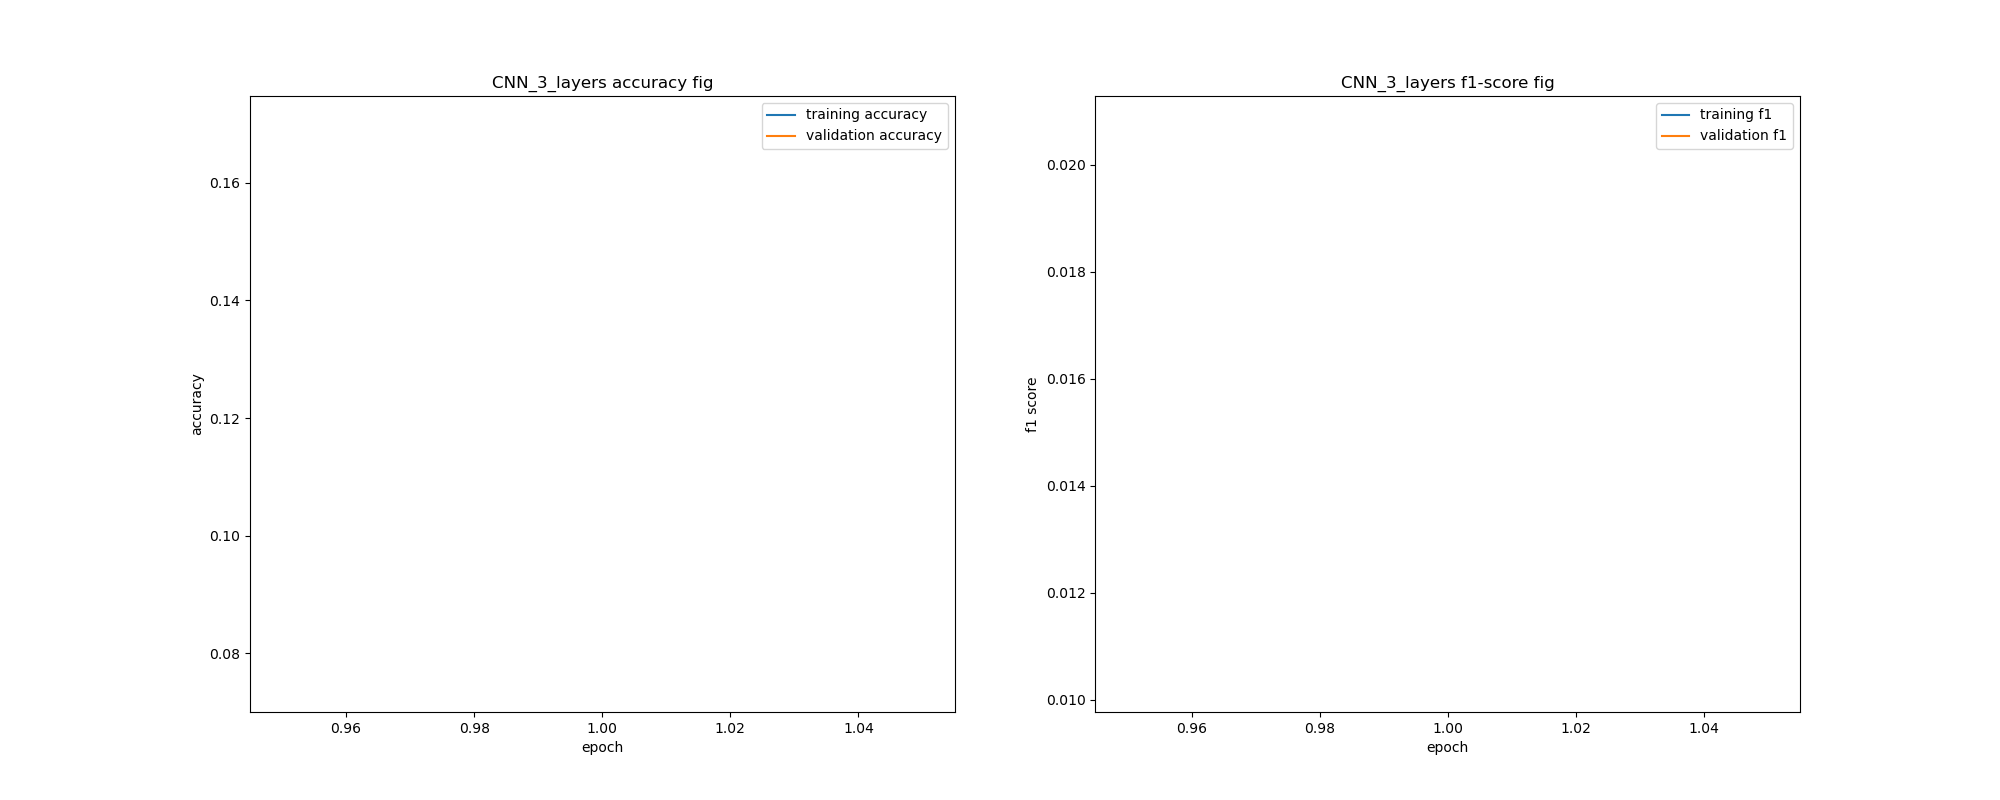 CNN_3_layers accuracy fig
training accuracy
validation accuracy
accuracy
0.16
0.14
0.12
0.10
0.08
0.96 0.98 1.00 1.02 1.04
epoch
CNN_3_layers f1-score fig
training f1
validation f1
f1 score
0.020
0.018
0.016
0.014
0.012
0.010
0.96 0.98 1.00 1.02 1.04
epoch